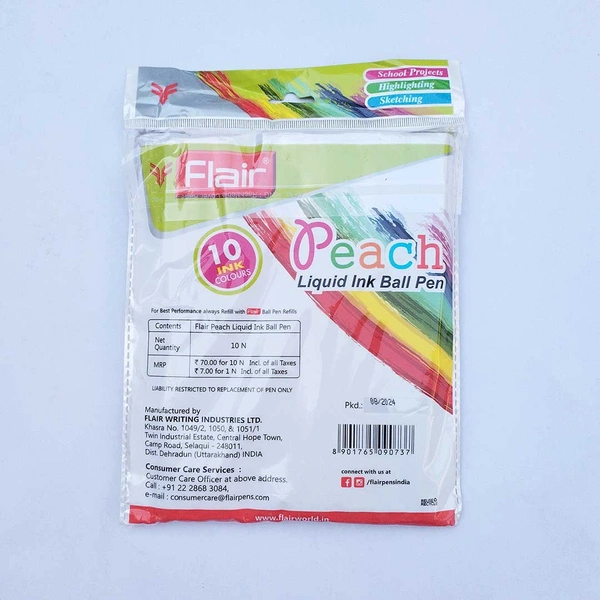 School Projects
Highlighting
Sketching
Flair®
10
INK
COLOURS
Peach
Liquid Ink Ball Pen
For Best Performance always Refill with Flair Ball Pen Refills
Contents Flair Peach Liquid Ink Ball Pen
Net Quantity 10 N
MRP ₹ 70.00 for 10 N Incl. of all Taxes
₹ 7.00 for 1 N Incl. of all Taxes
LIABILITY RESTRICTED TO REPLACEMENT OF PEN ONLY
Pkd.: 08/2024
Manufactured by
FLAIR WRITING INDUSTRIES LTD.
Khasra No. 1049/2, 1050, & 1051/1
Twin Industrial Estate, Central Hope Town,
Camp Road, Selaqui - 248011,
Dist. Dehradun (Uttarakhand) INDIA
8 901765 090737
Consumer Care Services :
Customer Care Officer at above address.
Call : +91 22 2868 3084,
e-mail : consumercare@flairpens.com
connect with us at
/flairpensindia
www.flairworld.in